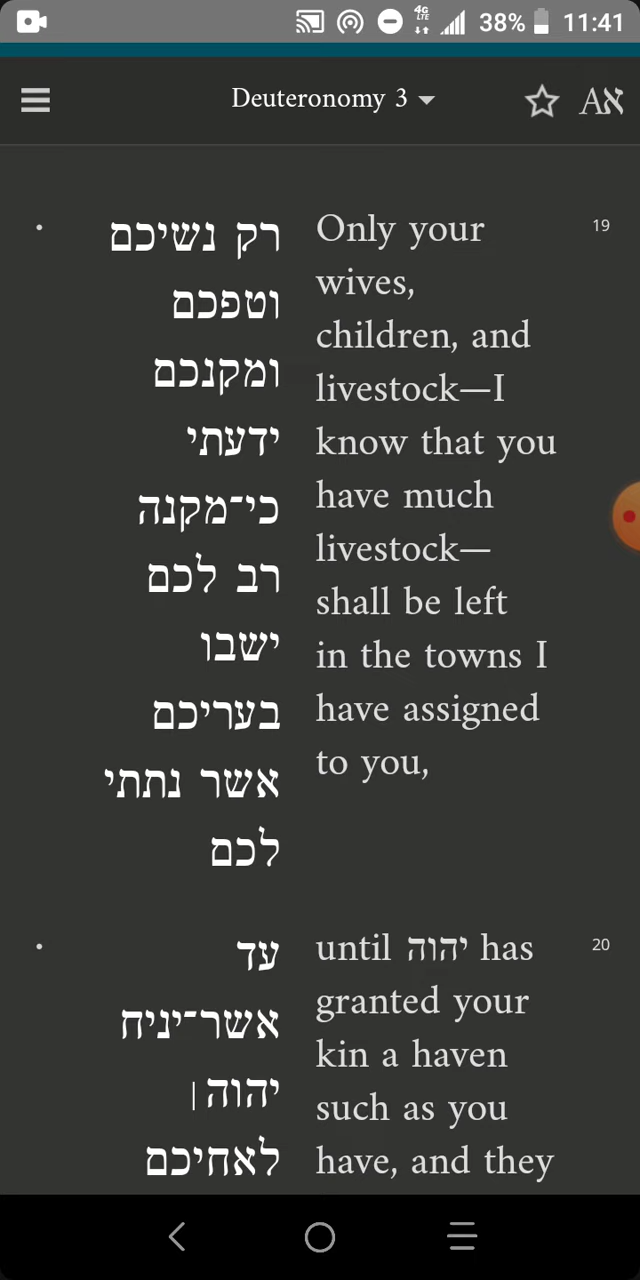 4G
LTE
38%
11:41
Deuteronomy 3
Aא
רק נשיכם
וטפכם
ומקנכם
ידעתי
כי־מקנה
רב לכם
ישבו
בעריכם
אשר נתתי
לכם
Only your
wives,
children, and
livestock—I
know that you
have much
livestock—
shall be left
in the towns I
have assigned
to you,
19
עד
אשר־יניח
יהוה ׀
לאחיכם
until יהוה has
granted your
kin a haven
such as you
have, and they
20